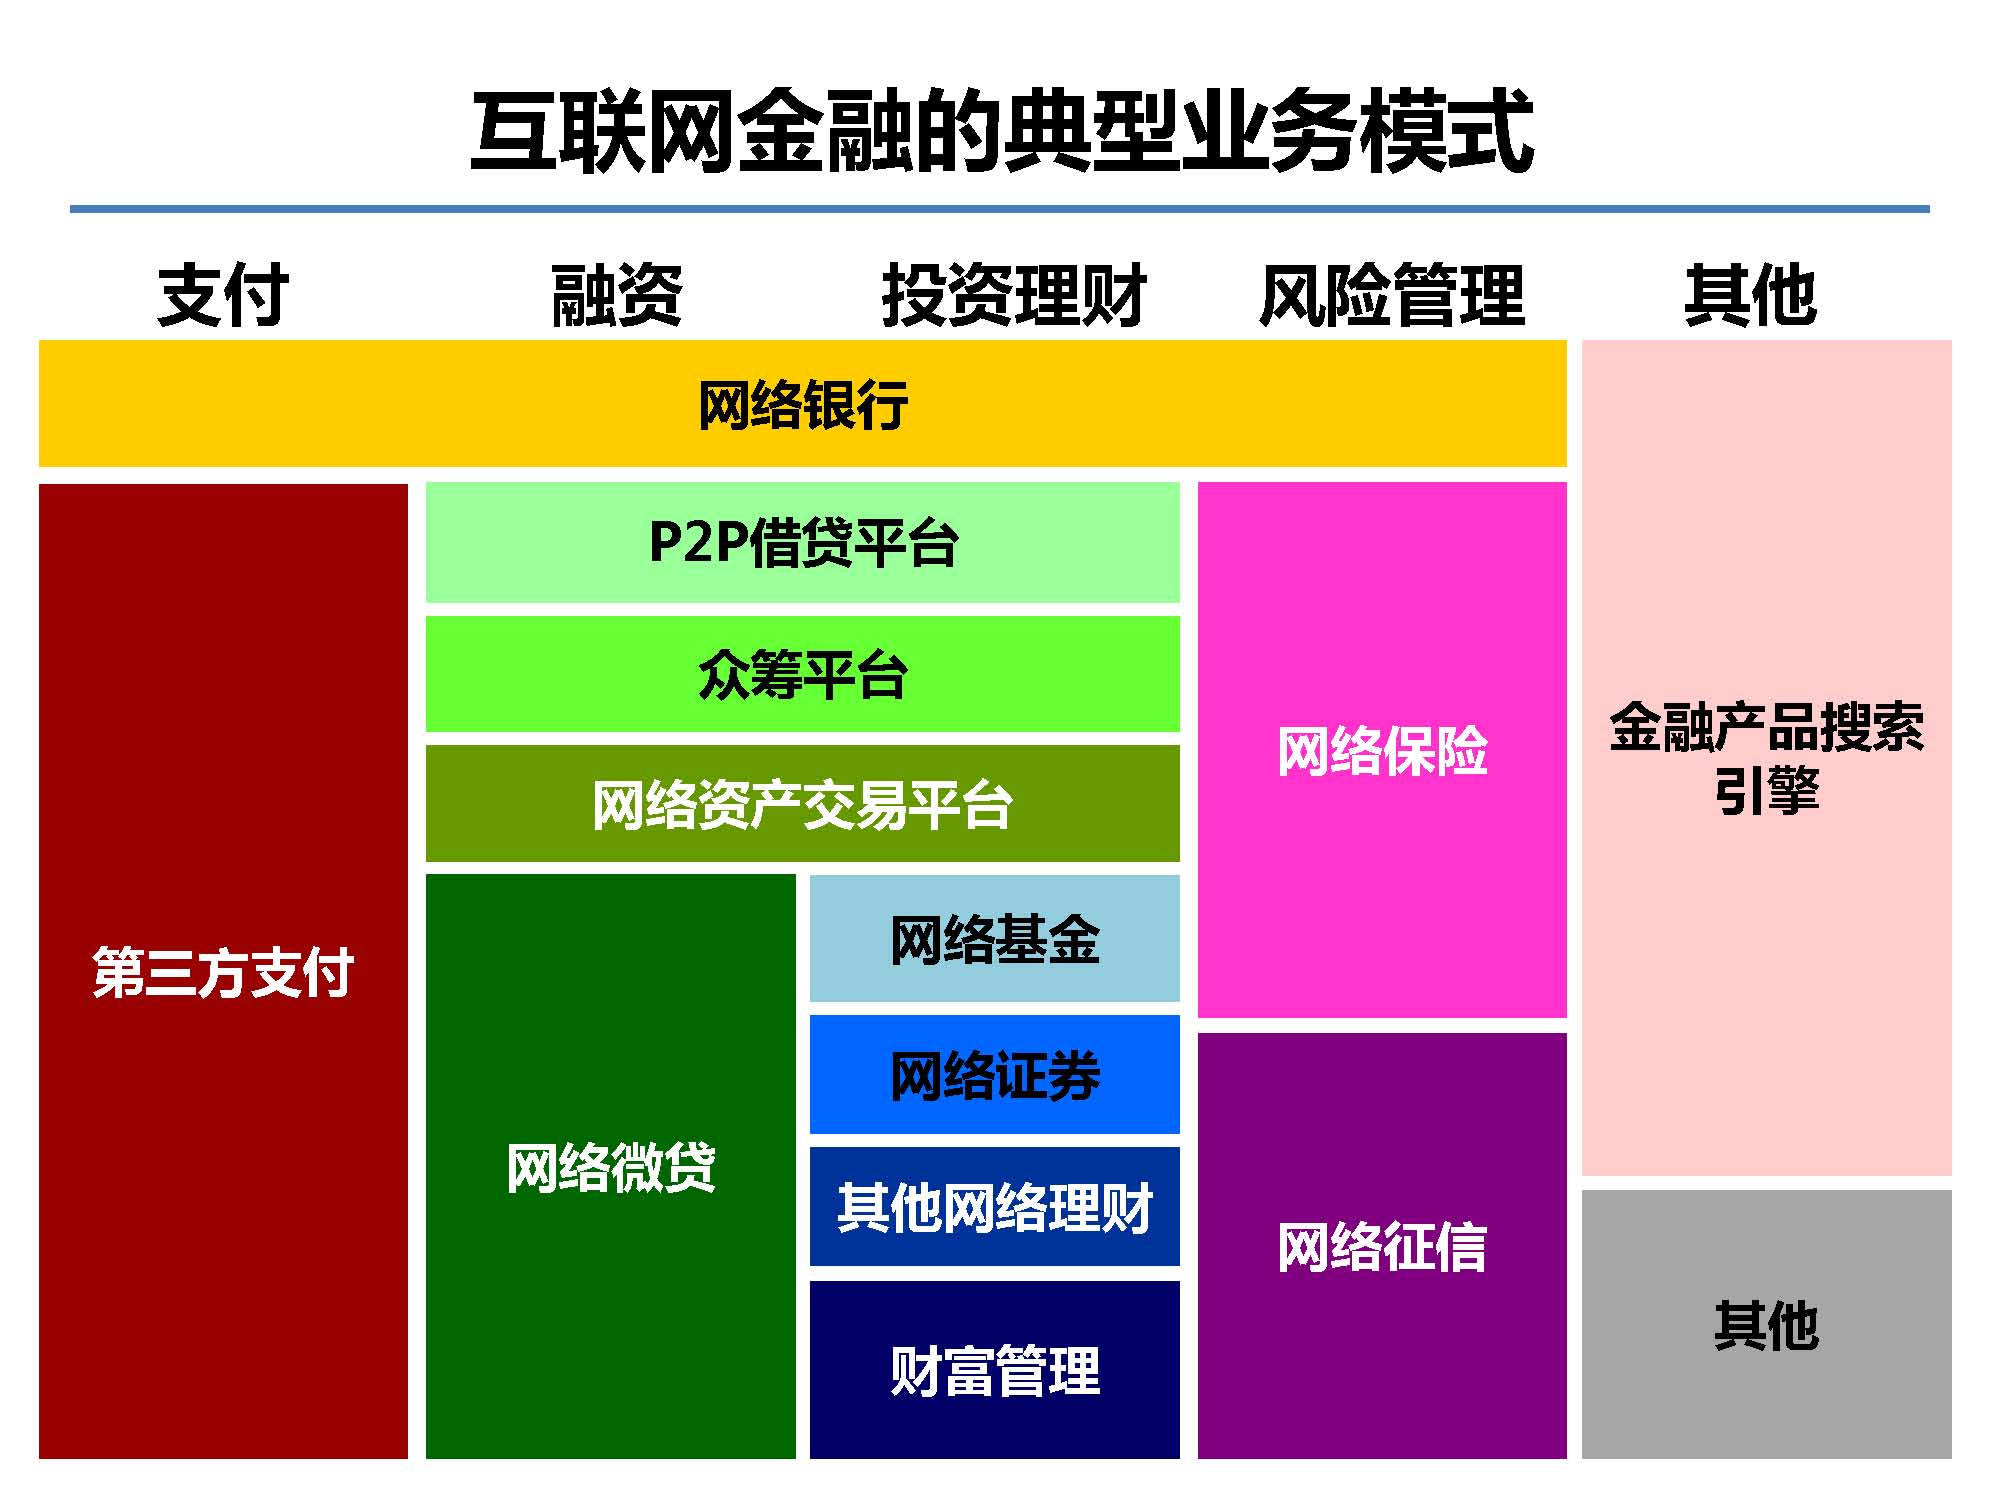 互联网金融的典型业务模式
支付 融资 投资理财 风险管理 其他
网络银行
P2P借贷平台
众筹平台
网络资产交易平台
第三方支付
网络微贷
网络基金
网络证券
其他网络理财
财富管理
网络保险
网络征信
金融产品搜索
引擎
其他